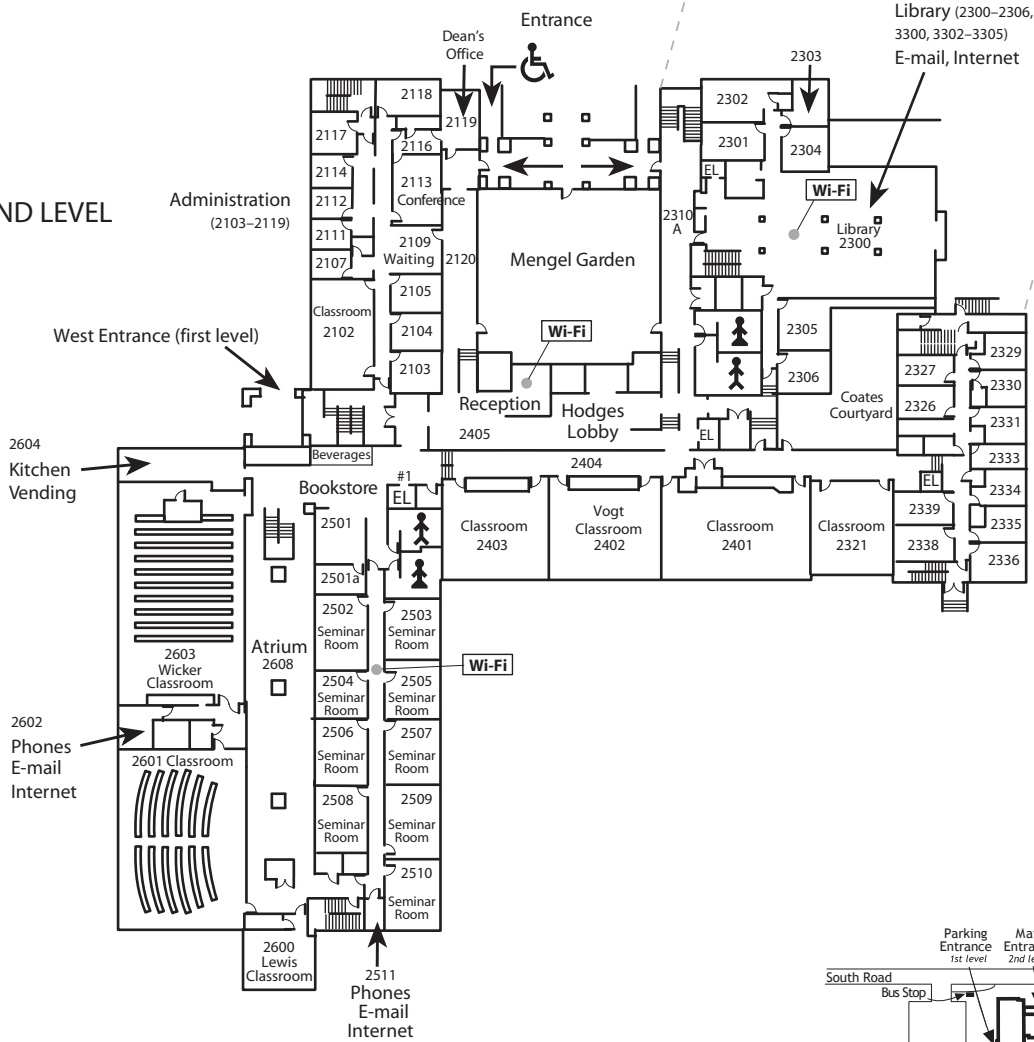 Entrance
Library (2300–2306,
3300, 3302–3305)
E-mail, Internet
Dean's
Office
2303
2118
2119
2302
2117
2116
2301
2304
2114
2113
Conference
EL
Wi-Fi
Administration
(2103–2119)
2112
2310
A
Library
2300
ND LEVEL
2111
2109
Waiting
2107
2120
Mengel Garden
2105
Classroom
2102
2104
Wi-Fi
2305
West Entrance (first level)
2103
2306
2329
2327
2330
Reception
Hodges
Lobby
Coates
Courtyard
2326
2331
2405
EL
2604
Kitchen
Vending
Beverages
2404
2333
Bookstore
#1
EL
EL
2334
2501
Classroom
2403
Vogt
Classroom
2402
Classroom
2401
Classroom
2321
2339
2335
2338
2336
2501a
2502
Seminar
Room
2503
Seminar
Room
2603
Wicker
Classroom
Atrium
2608
Wi-Fi
2504
Seminar
Room
2505
Seminar
Room
2602
Phones
E-mail
Internet
2506
Seminar
Room
2507
Seminar
Room
2601 Classroom
2508
Seminar
Room
2509
Seminar
Room
2510
Seminar
Room
2600
Lewis
Classroom
2511
Phones
E-mail
Internet
Parking
Entrance
1st level
South Road
Bus Stop